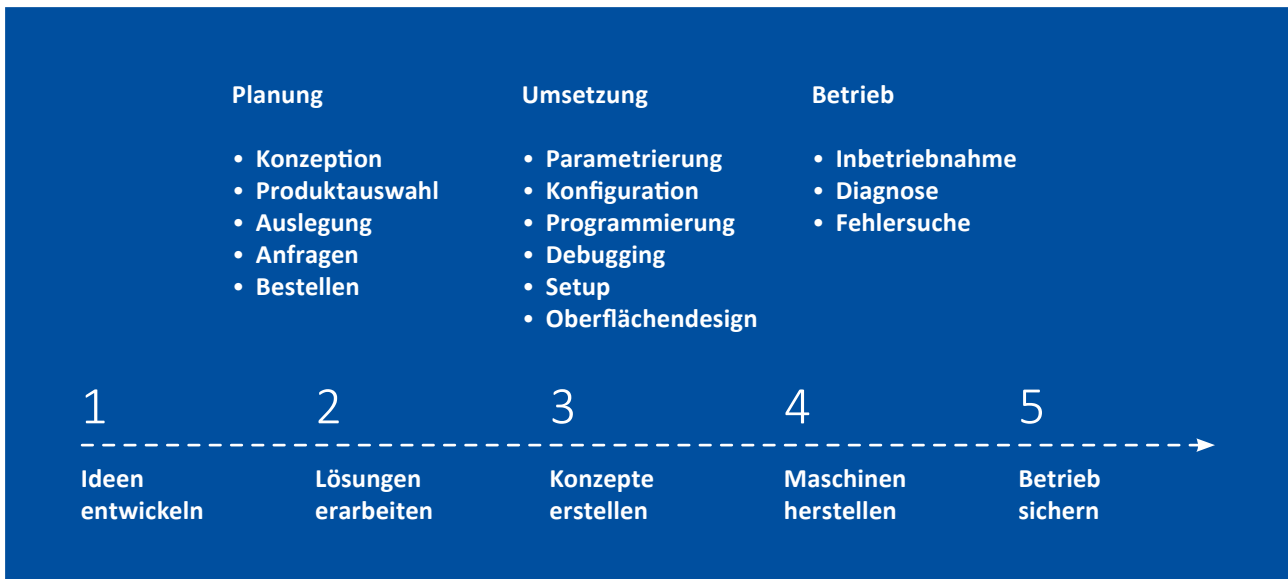 Planung
• Konzeption
• Produktauswahl
• Auslegung
• Anfragen
• Bestellen
Umsetzung
• Parametrierung
• Konfiguration
• Programmierung
• Debugging
• Setup
• Oberflächendesign
Betrieb
• Inbetriebnahme
• Diagnose
• Fehlersuche
1
Ideen
entwickeln
2
Lösungen
erarbeiten
3
Konzepte
erstellen
4
Maschinen
herstellen
5
Betrieb
sichern